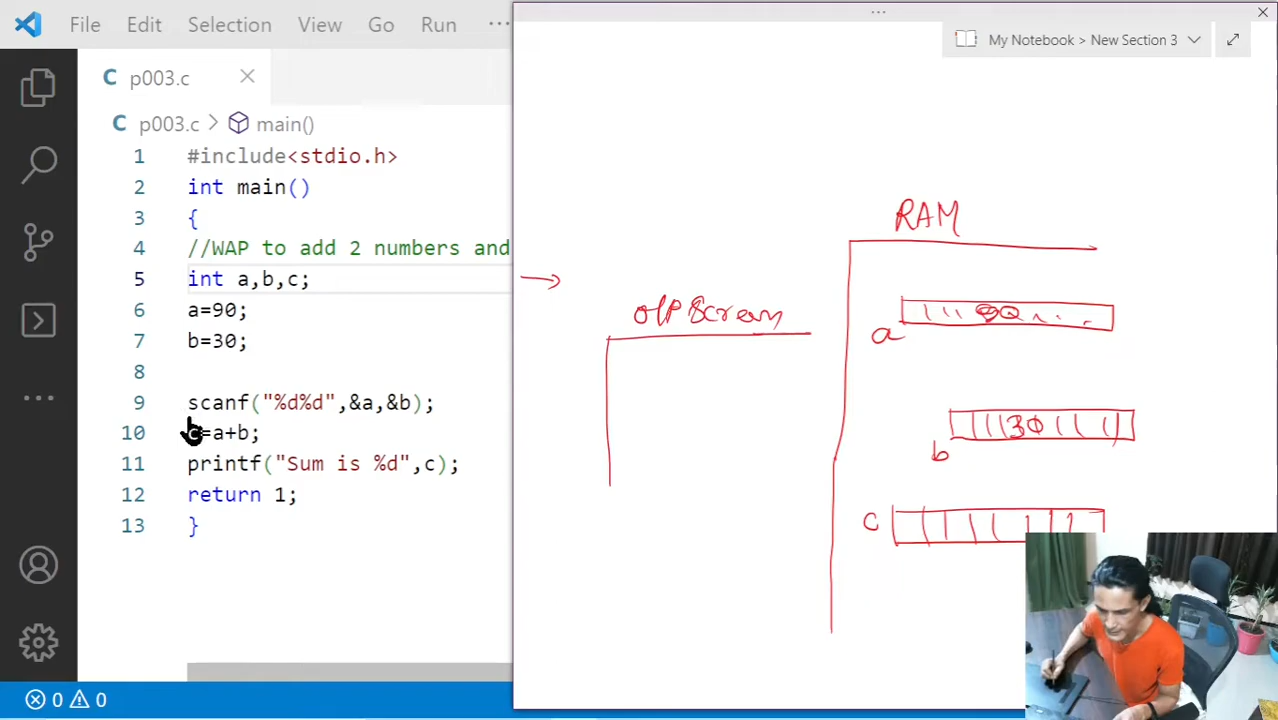 File Edit Selection View Go Run ...
My Notebook > New Section 3
C p003.c
C p003.c > main()
1 #include<stdio.h>
2 int main()
3 {
4 //WAP to add 2 numbers and
5 int a,b,c;
6 a=90;
7 b=30;
8
9 scanf("%d%d",&a,&b);
10 c=a+b;
11 printf("Sum is %d",c);
12 return 1;
13 }
0 0
RAM
O/P Screen
90
a
30
b
c